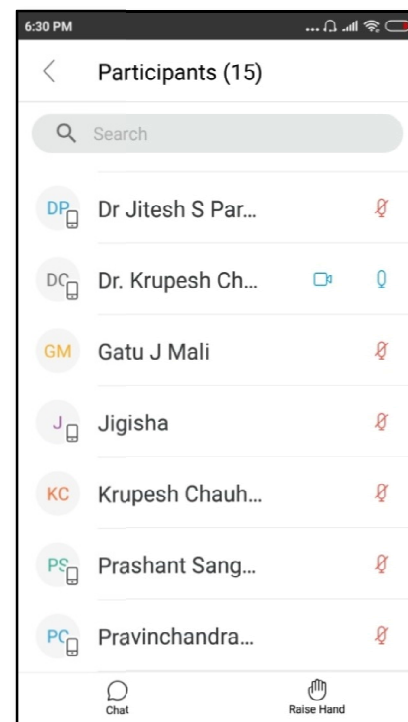 6:30 PM ...
Participants (15)
Search
DP Dr Jitesh S Par...
DC Dr. Krupesh Ch...
GM Gatu J Mali
J Jigisha
KC Krupesh Chauh...
PS Prashant Sang...
PC Pravinchandra...
Chat Raise Hand